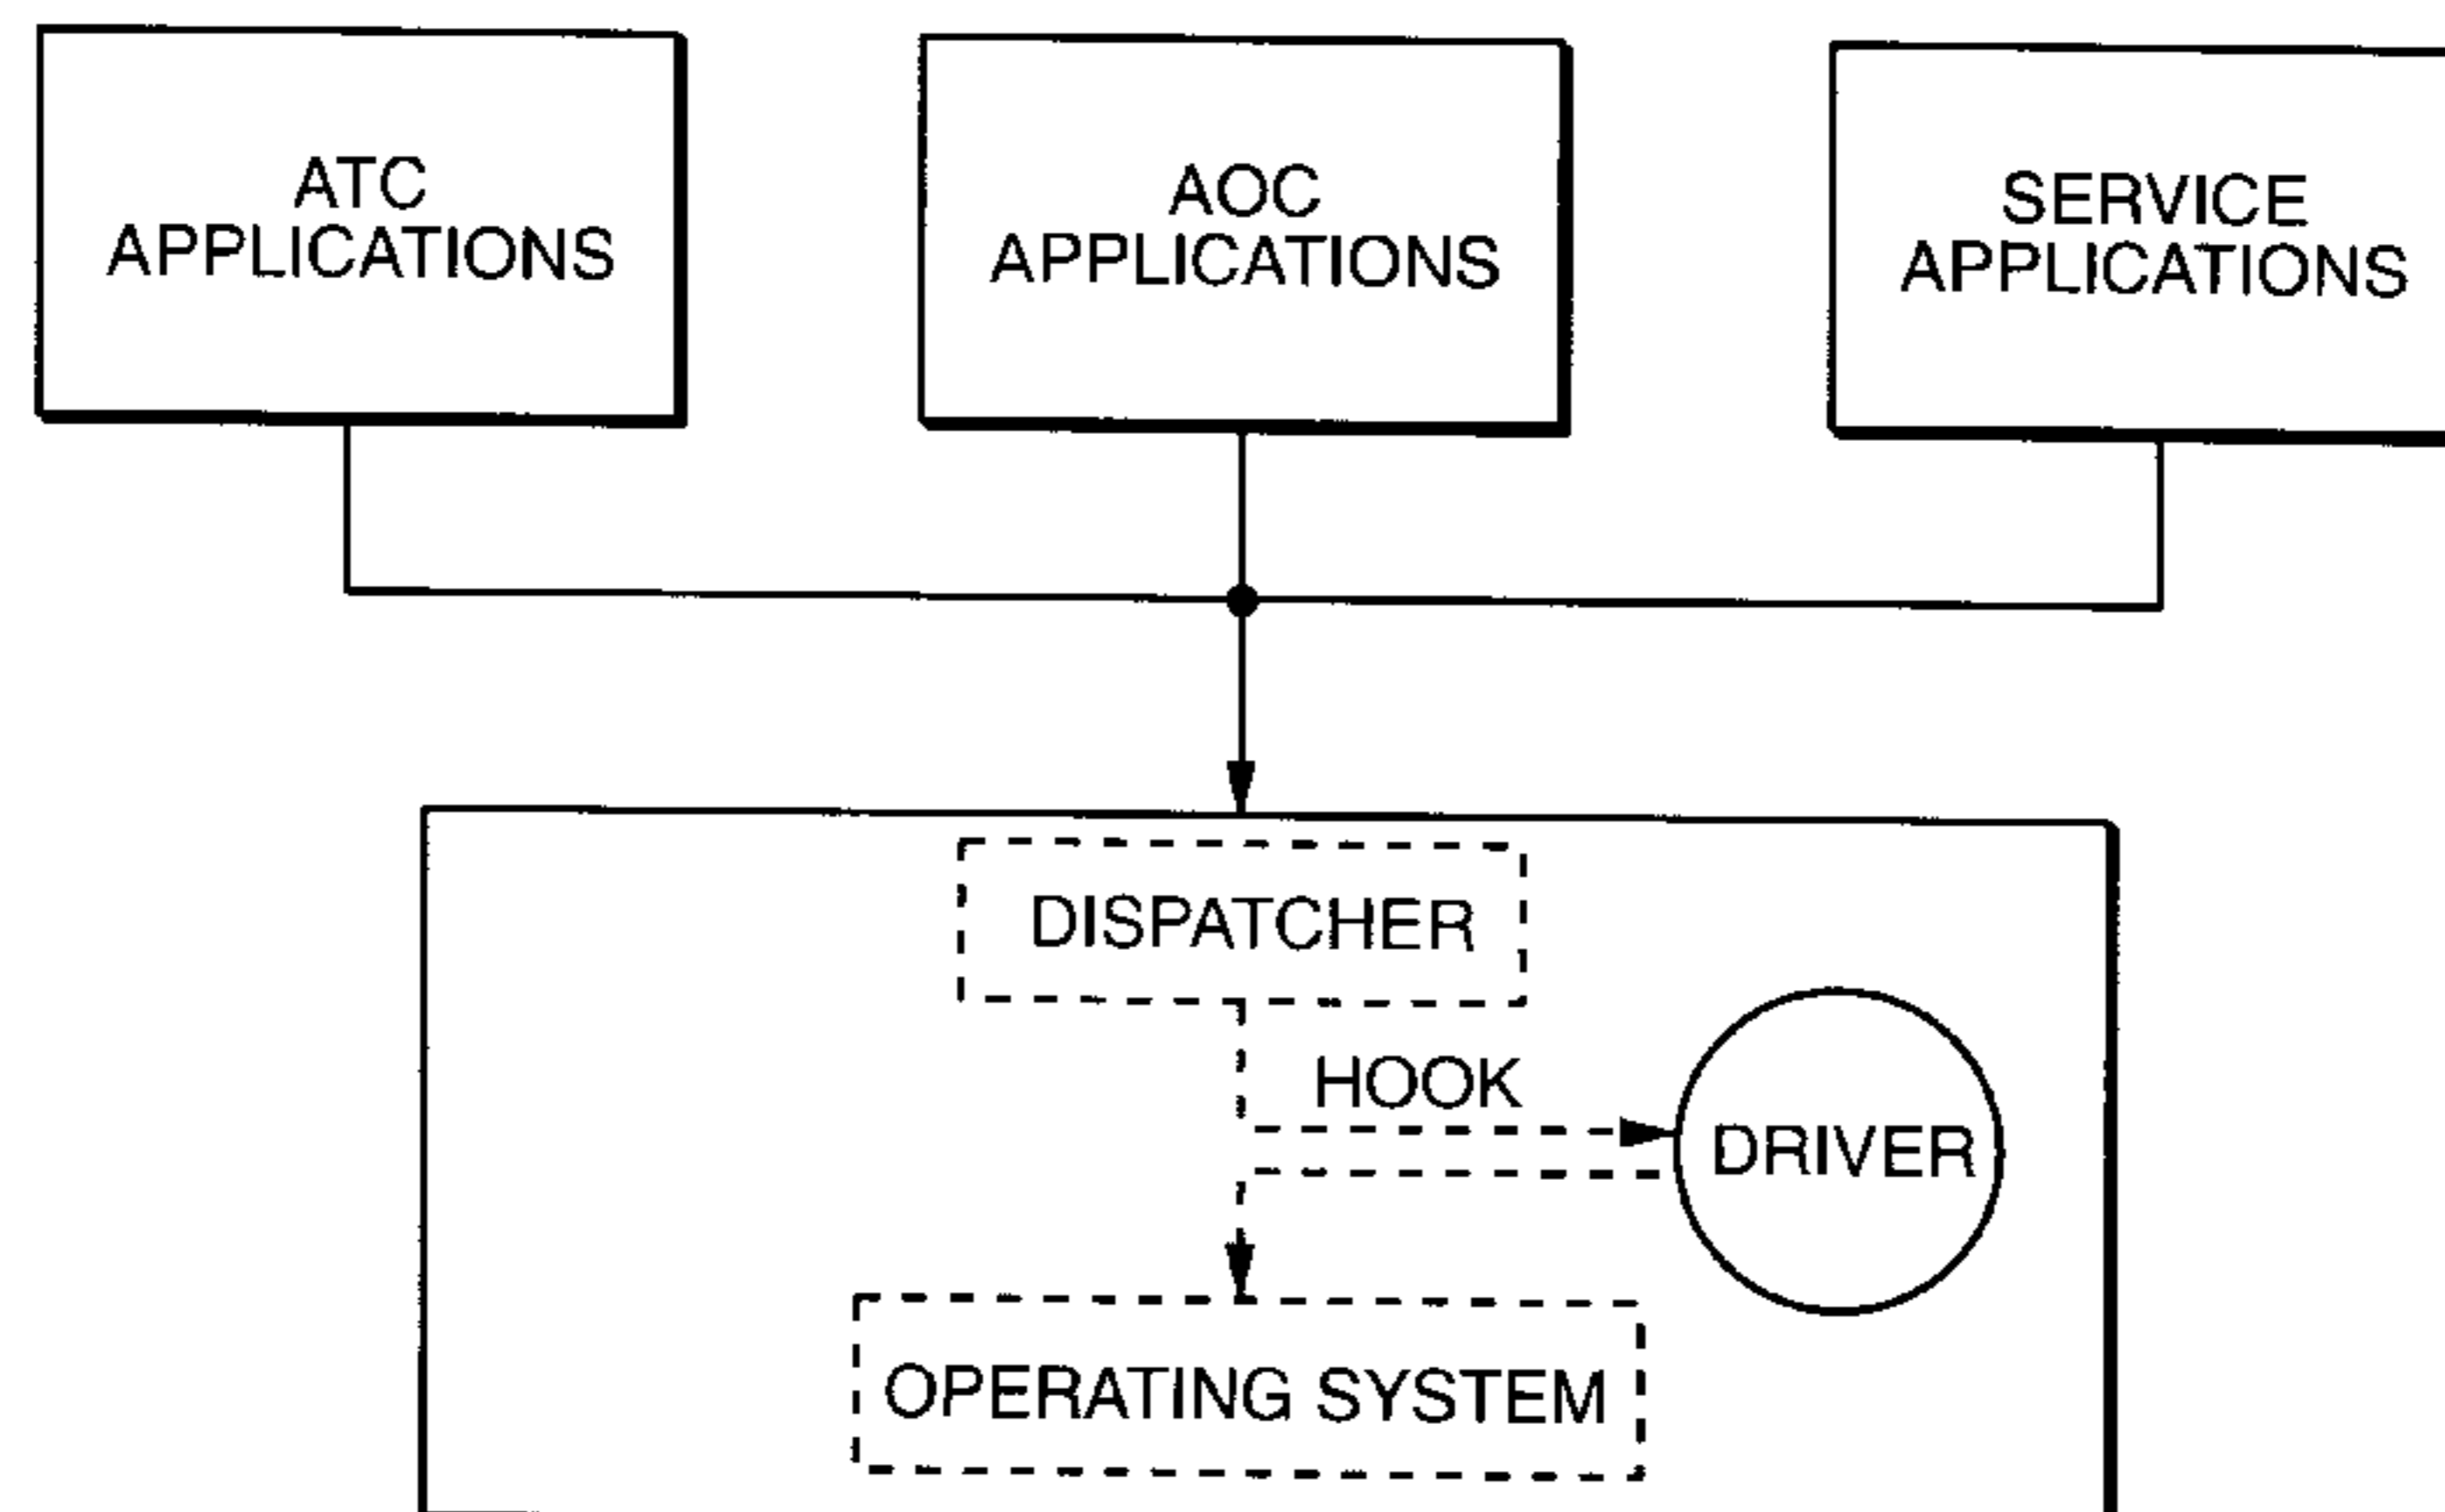 ATC
APPLICATIONS
AOC
APPLICATIONS
SERVICE
APPLICATIONS
DISPATCHER
HOOK
DRIVER
OPERATING SYSTEM